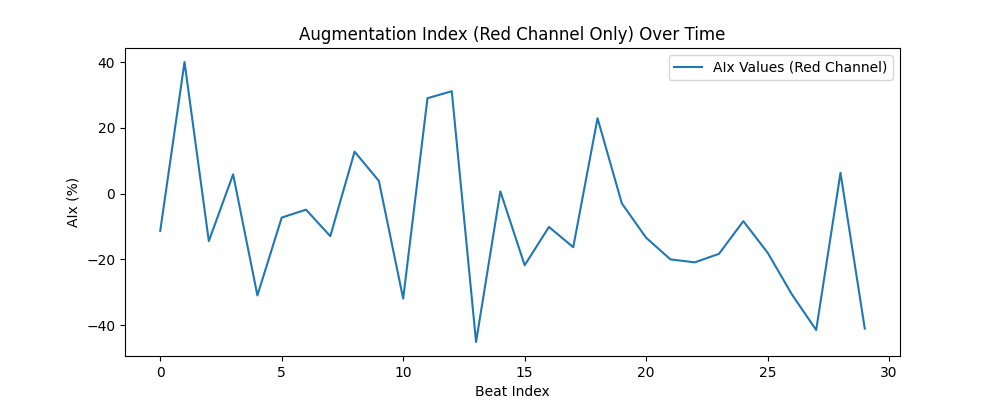 Augmentation Index (Red Channel Only) Over Time
AIx Values (Red Channel)
AIx (%)
40
20
0
−20
−40
0 5 10 15 20 25 30
Beat Index